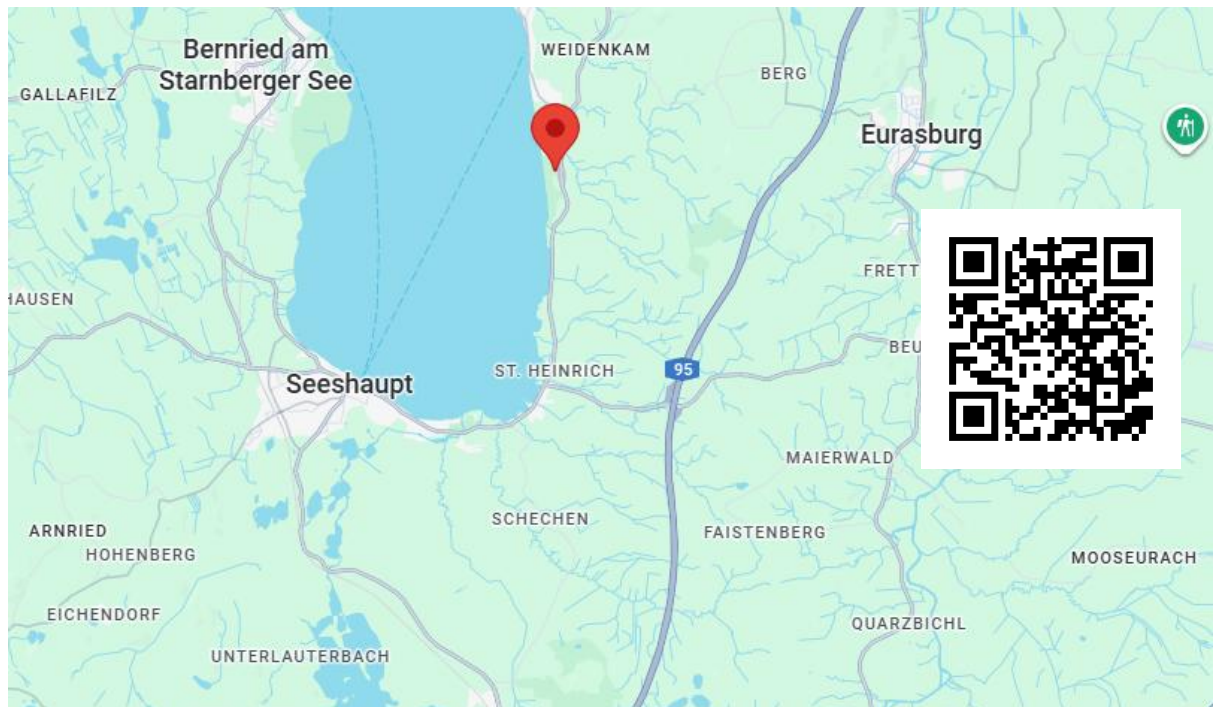 Bernried am
Starnberger See
WEIDENKAM
BERG
GALLAFILZ
Eurasburg
FRETT
HAUSEN
BEU
ST. HEINRICH
95
Seeshaupt
MAIERWALD
SCHECHEN
ARNRIED
FAISTENBERG
HOHENBERG
MOOSEURACH
EICHENDORF
QUARZBICHL
UNTERLAUTERBACH